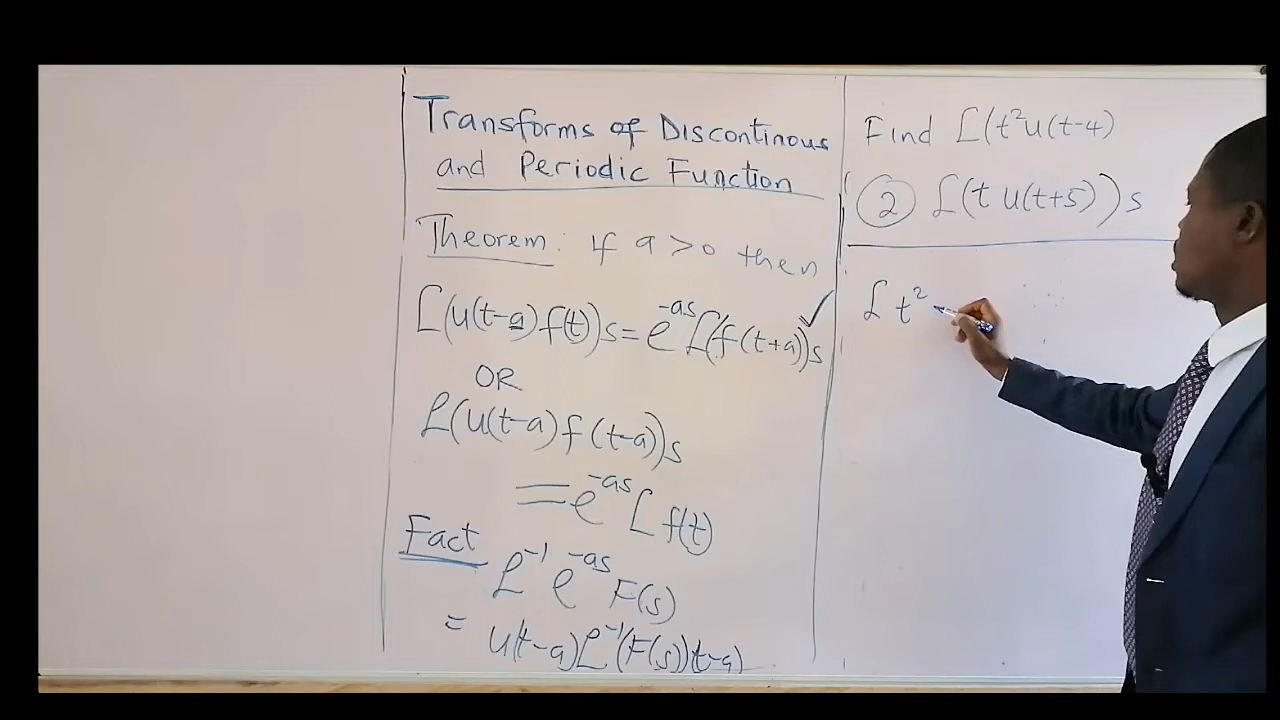 Transforms of Discontinous
and Periodic Function
Theorem: If a > 0 then
L(u(t-a)f(t))s = e^-as L(f(t+a))s ✓
OR
L(u(t-a)f(t-a))s
= e^-as L f(t)
Fact
L^-1 e^-as F(s)
= u(t-a)L^-1(F(s))t-a)
Find L(t²u(t-4)
② L(t u(t+5))s
L t²